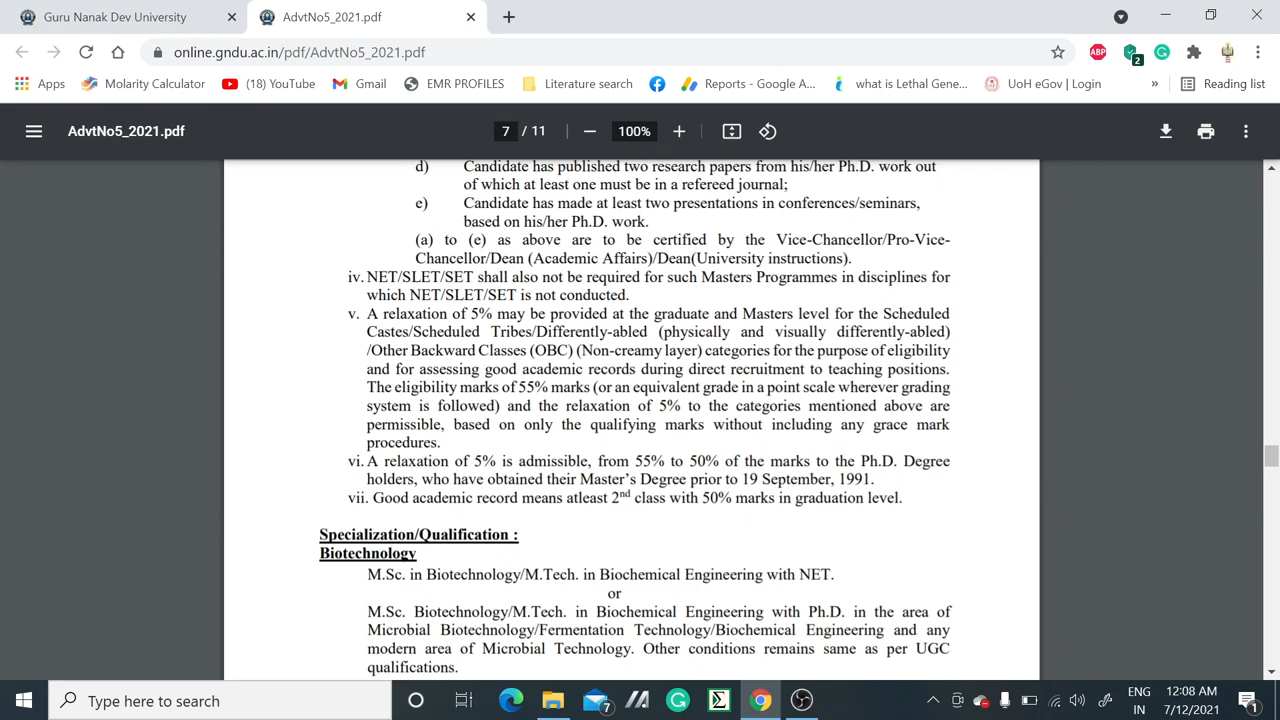 Guru Nanak Dev University
AdvtNo5_2021.pdf
online.gndu.ac.in/pdf/AdvtNo5_2021.pdf
ABP
2
Apps
Molarity Calculator
(18) YouTube
Gmail
EMR PROFILES
Literature search
Reports - Google A...
what is Lethal Gene...
UoH eGov | Login
»
Reading list
AdvtNo5_2021.pdf
7 / 11
100%
d) Candidate has published two research papers from his/her Ph.D. work out
of which at least one must be in a refereed journal;
e) Candidate has made at least two presentations in conferences/seminars,
based on his/her Ph.D. work.
(a) to (e) as above are to be certified by the Vice-Chancellor/Pro-Vice-
Chancellor/Dean (Academic Affairs)/Dean(University instructions).
iv. NET/SLET/SET shall also not be required for such Masters Programmes in disciplines for
which NET/SLET/SET is not conducted.
v. A relaxation of 5% may be provided at the graduate and Masters level for the Scheduled
Castes/Scheduled Tribes/Differently-abled (physically and visually differently-abled)
/Other Backward Classes (OBC) (Non-creamy layer) categories for the purpose of eligibility
and for assessing good academic records during direct recruitment to teaching positions.
The eligibility marks of 55% marks (or an equivalent grade in a point scale wherever grading
system is followed) and the relaxation of 5% to the categories mentioned above are
permissible, based on only the qualifying marks without including any grace mark
procedures.
vi. A relaxation of 5% is admissible, from 55% to 50% of the marks to the Ph.D. Degree
holders, who have obtained their Master's Degree prior to 19 September, 1991.
vii. Good academic record means atleast 2nd class with 50% marks in graduation level.
Specialization/Qualification :
Biotechnology
M.Sc. in Biotechnology/M.Tech. in Biochemical Engineering with NET.
or
M.Sc. Biotechnology/M.Tech. in Biochemical Engineering with Ph.D. in the area of
Microbial Biotechnology/Fermentation Technology/Biochemical Engineering and any
modern area of Microbial Technology. Other conditions remains same as per UGC
qualifications.
Type here to search
7
ENG
IN
12:08 AM
7/12/2021
1